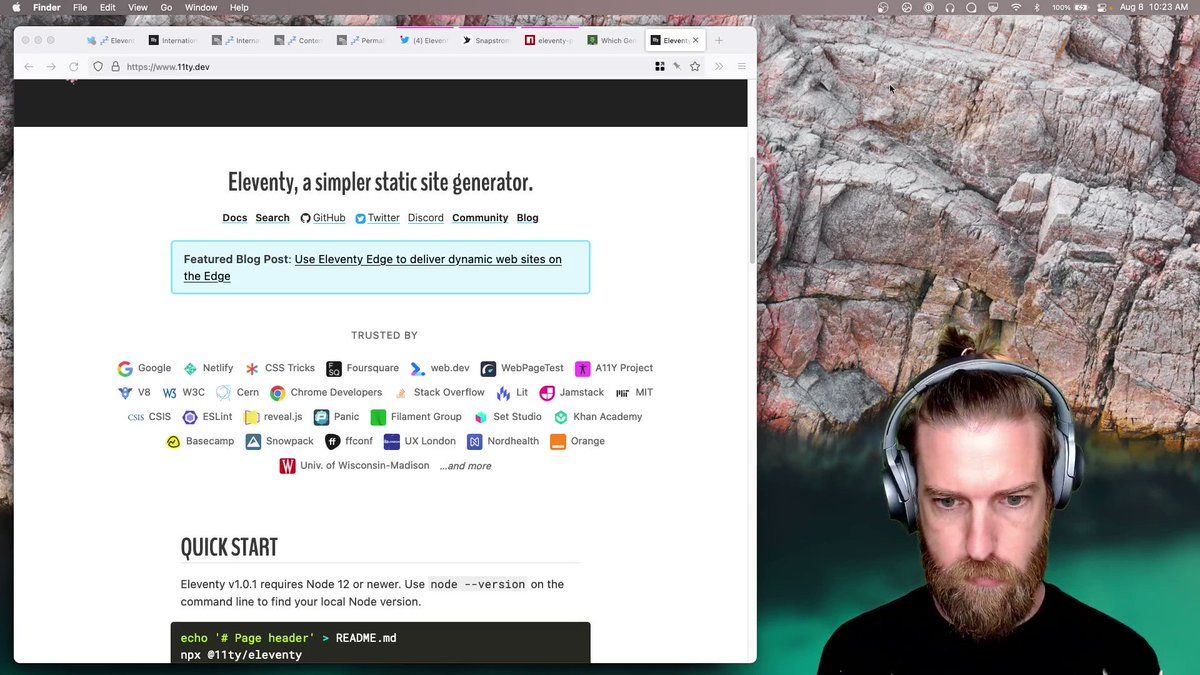 Finder File Edit View Go Window Help 100% Aug 8 10:23 AM
Eleven Internation Interna Conten Permal (4) Eleven Snapstrom eleventy-p Which Gen Eleventy
https://www.11ty.dev
Eleventy, a simpler static site generator.
Docs Search GitHub Twitter Discord Community Blog
Featured Blog Post: Use Eleventy Edge to deliver dynamic web sites on
the Edge
TRUSTED BY
Google Netlify CSS Tricks Foursquare web.dev WebPageTest A11Y Project
V8 W3C Cern Chrome Developers Stack Overflow Lit Jamstack MIT
CSIS CSIS ESLint reveal.js Panic Filament Group Set Studio Khan Academy
Basecamp Snowpack ffconf UX London Nordhealth Orange
Univ. of Wisconsin-Madison ...and more
QUICK START
Eleventy v1.0.1 requires Node 12 or newer. Use node --version on the
command line to find your local Node version.
echo '# Page header' > README.md
npx @11ty/eleventy